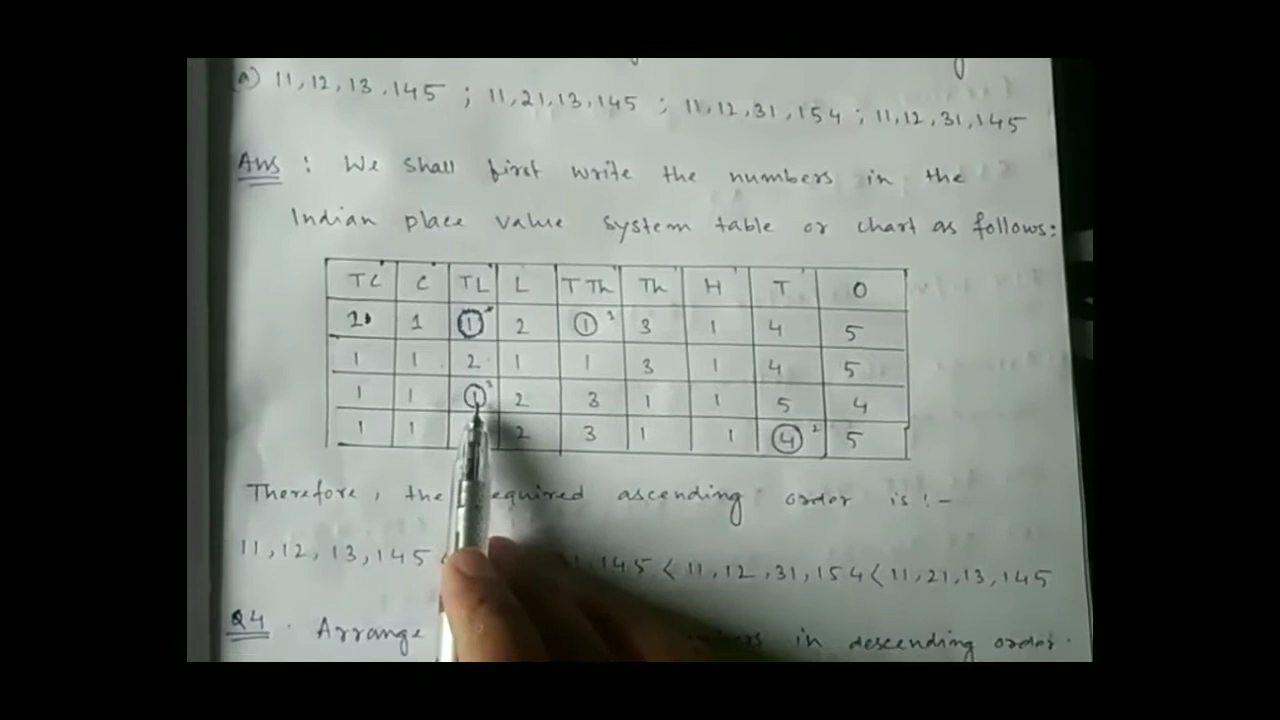 (a) 11,12,13,145 ; 11,21,13,145 ; 11,12,31,154 ; 11,12,31,145
Ans : We shall first write the numbers in the
Indian place value system table or chart as follows:
TC C TL L T Th Th H T O
1 1 1 2 1 3 1 4 5
1 1 2 1 1 3 1 4 5
1 1 1 2 3 1 1 5 4
1 1 2 3 1 1 4 5
Therefore, the required ascending order is :-
11,12,13,145 < 31,145 < 11,12,31,154 < 11,21,13,145
Q4. Arrange in descending order.